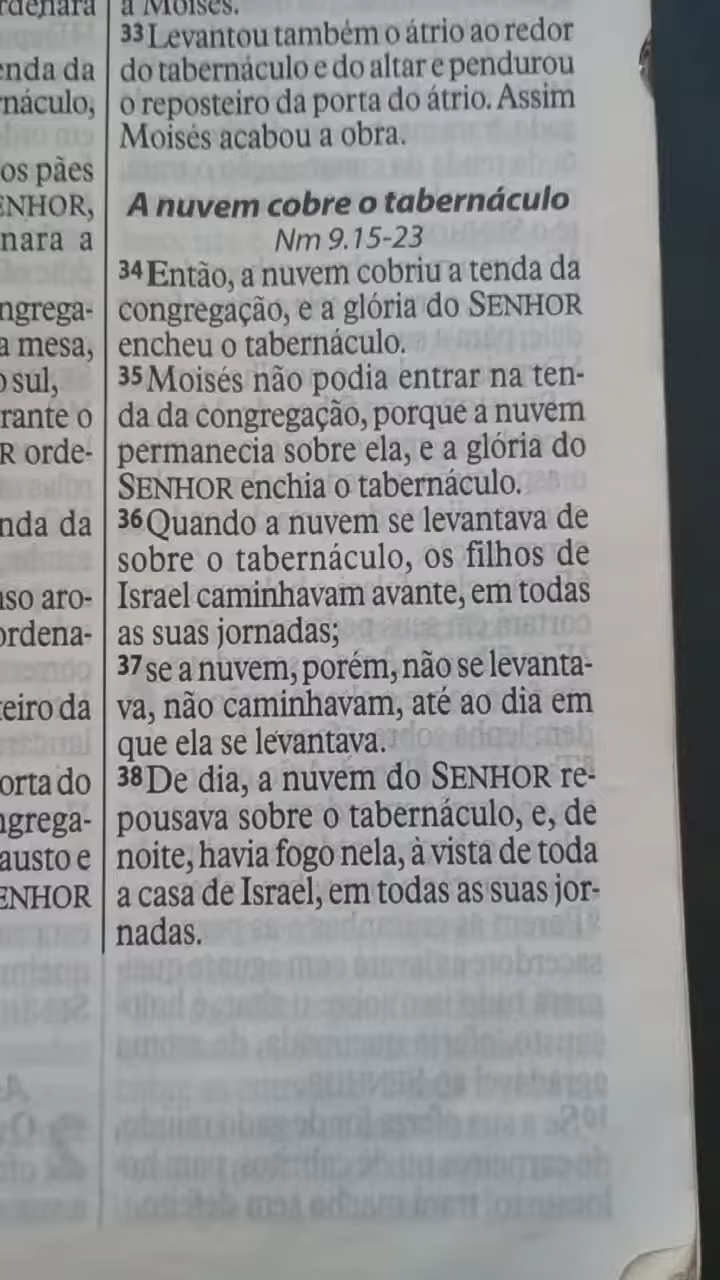 a Moisés.
33 Levantou também o átrio ao redor
do tabernáculo e do altar e pendurou
o reposteiro da porta do átrio. Assim
Moisés acabou a obra.
A nuvem cobre o tabernáculo
Nm 9.15-23
34 Então, a nuvem cobriu a tenda da
congregação, e a glória do SENHOR
encheu o tabernáculo.
35 Moisés não podia entrar na ten-
da da congregação, porque a nuvem
permanecia sobre ela, e a glória do
SENHOR enchia o tabernáculo.
36 Quando a nuvem se levantava de
sobre o tabernáculo, os filhos de
Israel caminhavam avante, em todas
as suas jornadas;
37 se a nuvem, porém, não se levanta-
va, não caminhavam, até ao dia em
que ela se levantava.
38 De dia, a nuvem do SENHOR re-
pousava sobre o tabernáculo, e, de
noite, havia fogo nela, à vista de toda
a casa de Israel, em todas as suas jor-
nadas.